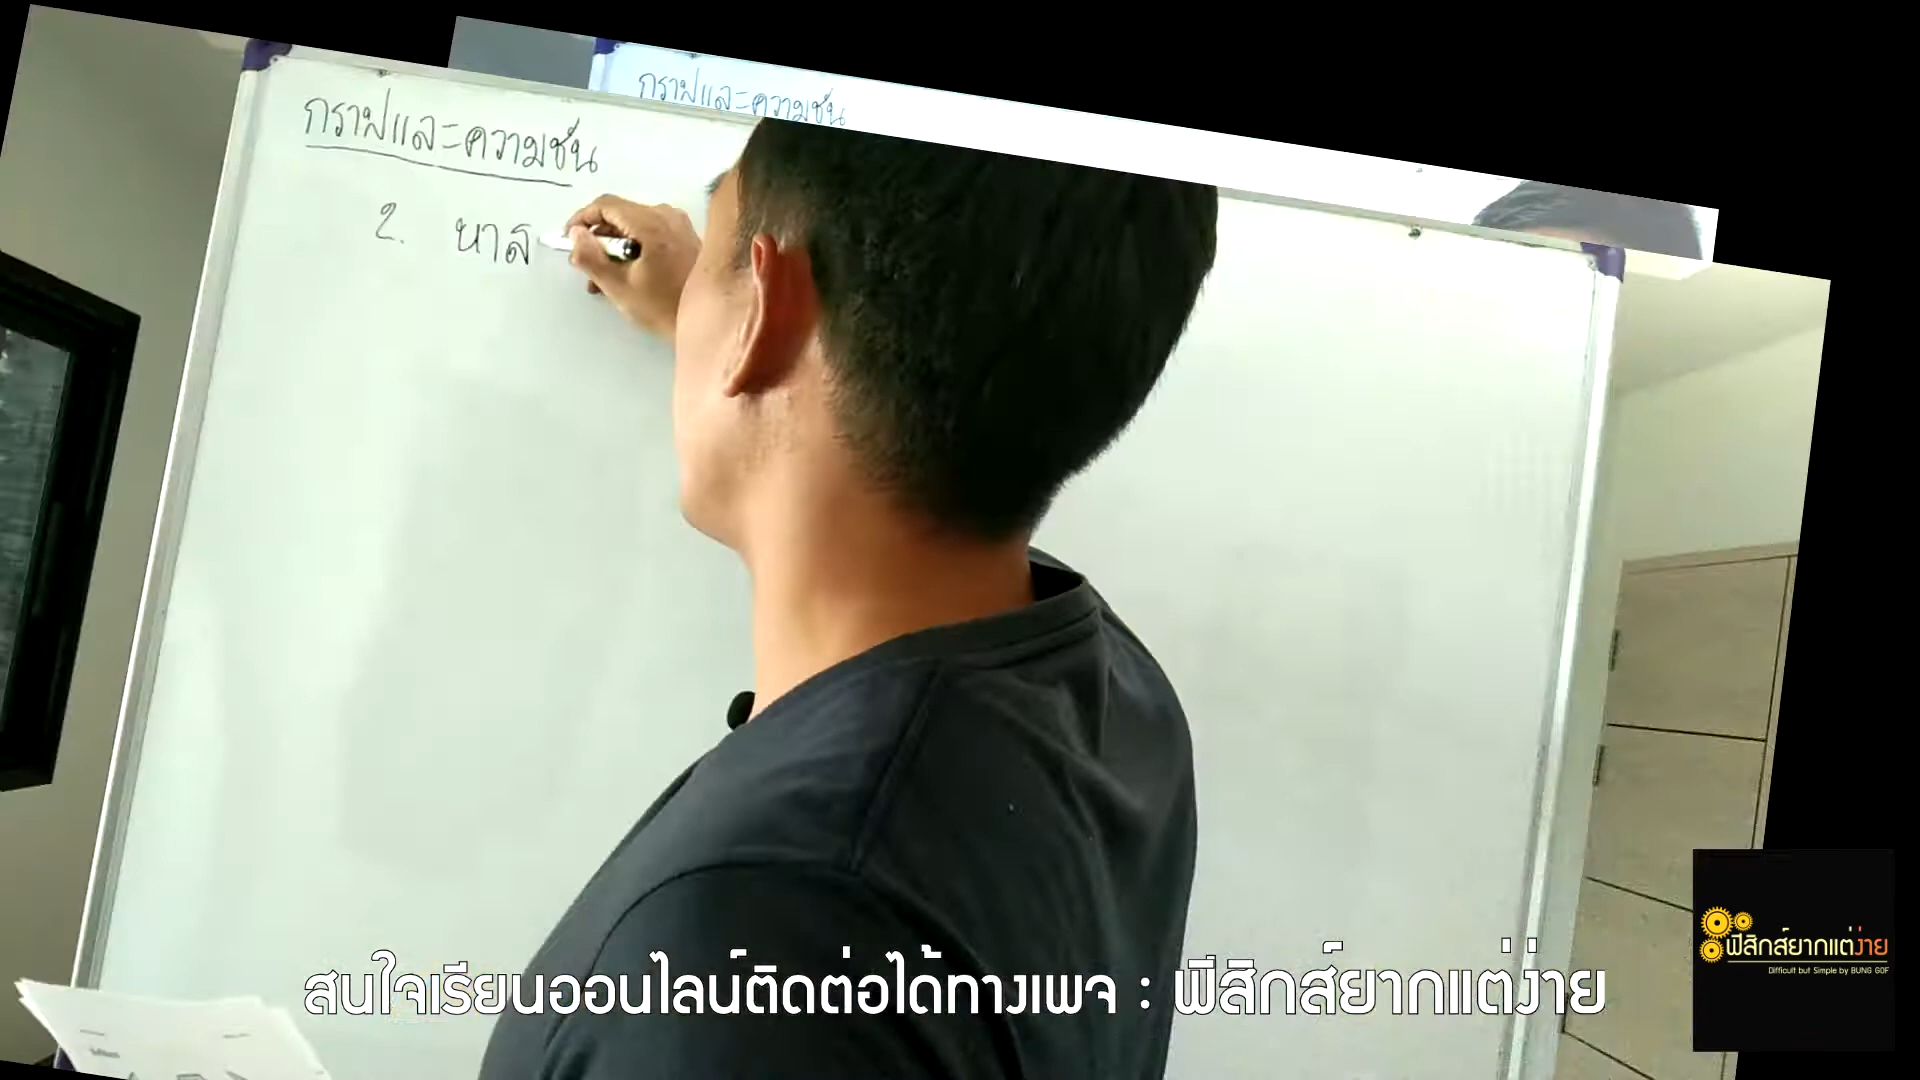 กราฟและความชัน
กราฟและความชัน
2. หาส
สนใจเรียนออนไลน์ติดต่อได้ทางเพจ : ฟิสิกส์ยากแต่ง่าย
ฟิสิกส์ยากแต่ง่าย
Difficult but Simple by BUNG GOF